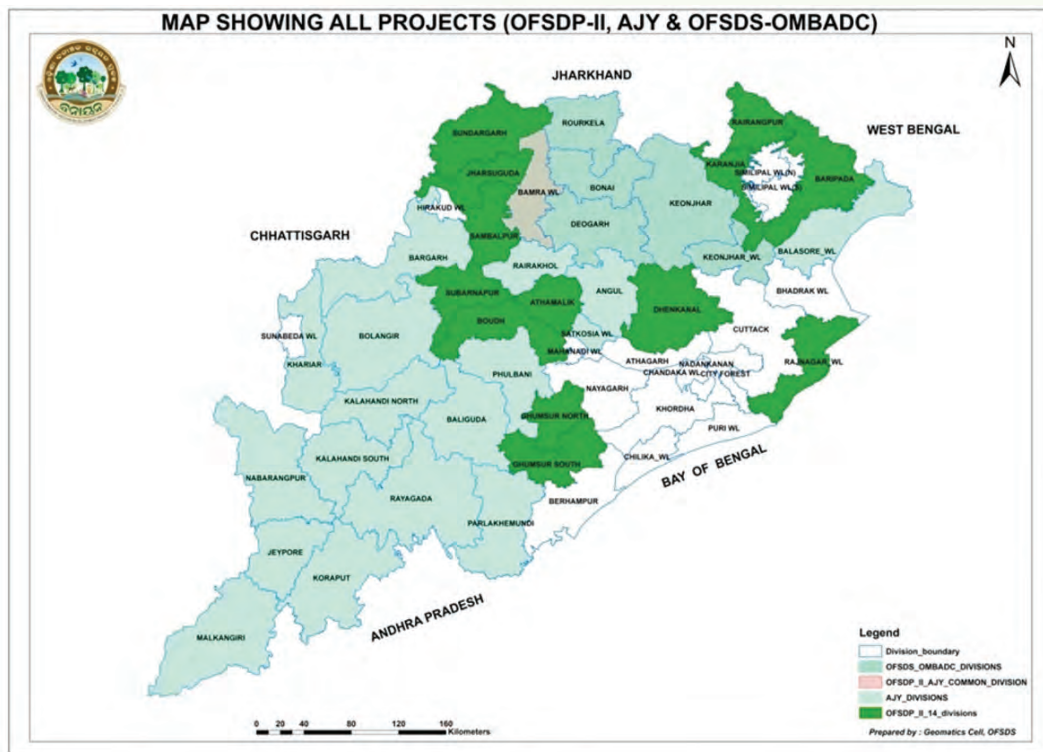 MAP SHOWING ALL PROJECTS (OFSDP-II, AJY & OFSDS-OMBADC)
N
JHARKHAND
WEST BENGAL
CHHATTISGARH
ROURKELA
SUNDARGARH
RAIRANGPUR
KARANJIA
SIMILIPAL WL(N)
SIMILIPAL WL(S)
BARIPADA
JHARSUGUDA
BAMRA WL
BONAI
KEONJHAR
HIRAKUD WL
DEOGARH
SAMBALPUR
BARGARH
RAIRAKHOL
KEONJHAR_WL
BALASORE_WL
SUBARNAPUR
ATHAMALIK
ANGUL
DHENKANAL
BHADRAK WL
BOUDH
SUNABEDA WL
BOLANGIR
SATKOSIA WL
CUTTACK
MAHANADI WL
ATHAGARH
NADANKANAN
RAJNAGAR_WL
KHARIAR
PHULBANI
CHANDAKA WL
CITY FOREST
NAYAGARH
KALAHANDI NORTH
BALIGUDA
GHUMSUR NORTH
KHORDHA
PURI WL
KALAHANDI SOUTH
GHUMSUR SOUTH
CHILIKA_WL
BAY OF BENGAL
NABARANGPUR
RAYAGADA
BERHAMPUR
PARLAKHEMUNDI
JEYPORE
KORAPUT
ANDHRA PRADESH
MALKANGIRI
Legend
Division_boundary
OFSDS_OMBADC_DIVISIONS
OFSDP_II_AJY_COMMON_DIVISION
AJY_DIVISIONS
OFSDP_II_14_divisions
0 20 40 80 120 160
Kilometers
Prepared by : Geomatics Cell, OFSDS